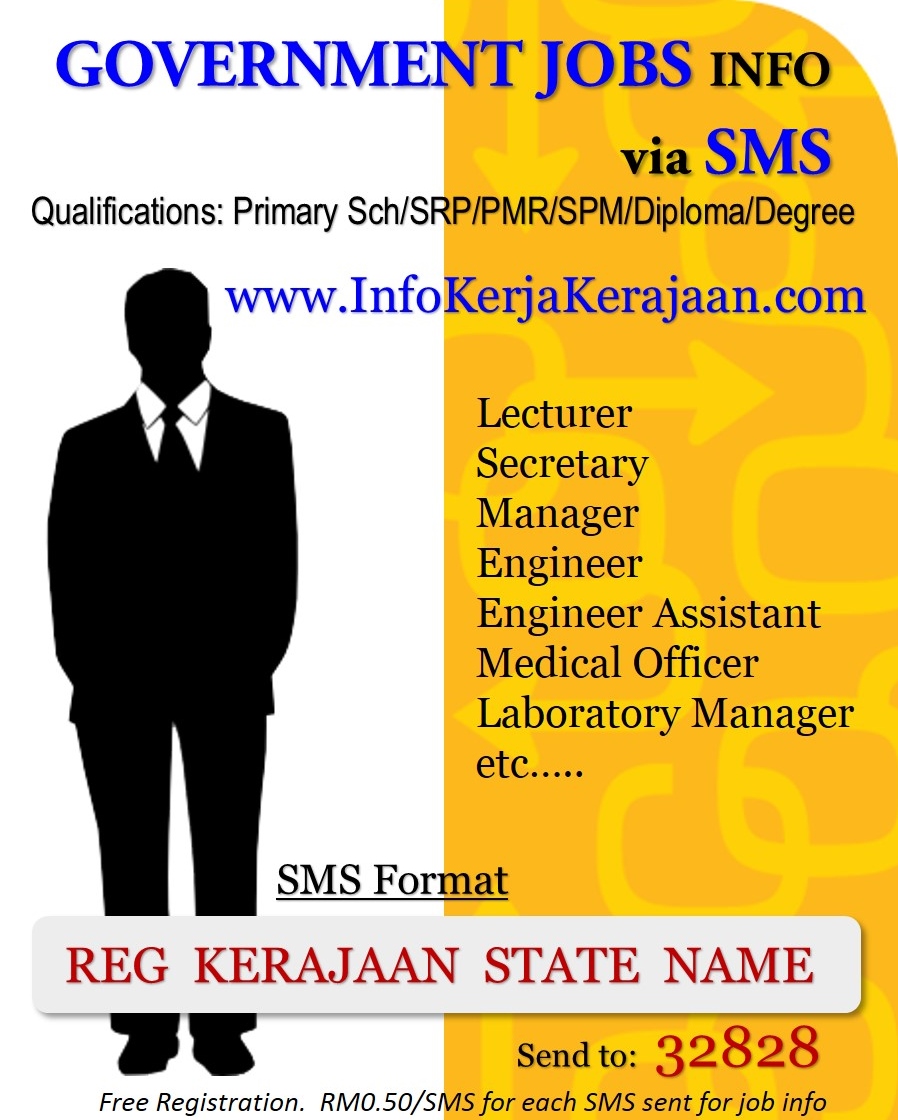 GOVERNMENT JOBS INFO
via SMS
Qualifications: Primary Sch/SRP/PMR/SPM/Diploma/Degree
www.InfoKerjaKerajaan.com
Lecturer
Secretary
Manager
Engineer
Engineer Assistant
Medical Officer
Laboratory Manager
etc.....
SMS Format
REG KERAJAAN STATE NAME
Send to: 32828
Free Registration. RM0.50/SMS for each SMS sent for job info